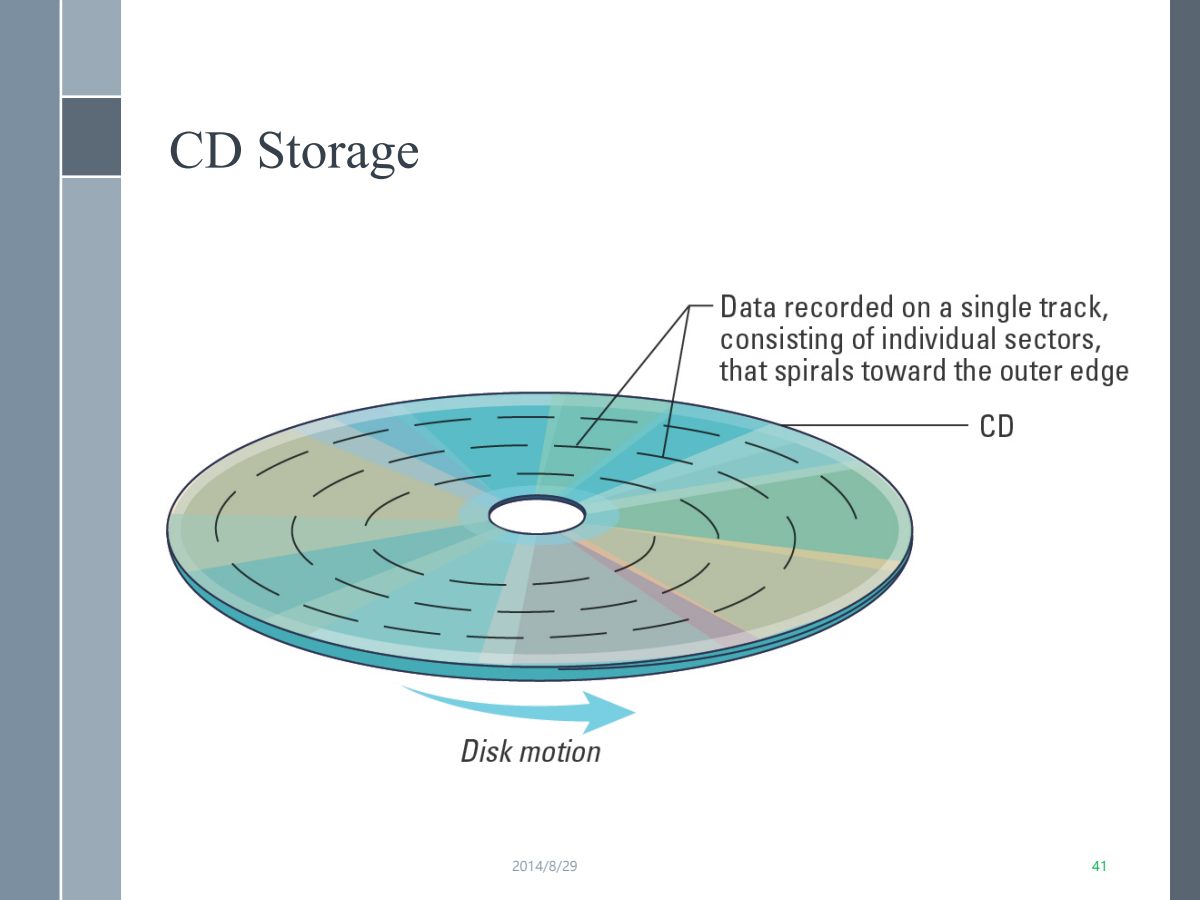 CD Storage
Data recorded on a single track,
consisting of individual sectors,
that spirals toward the outer edge
CD
Disk motion
2014/8/29
41